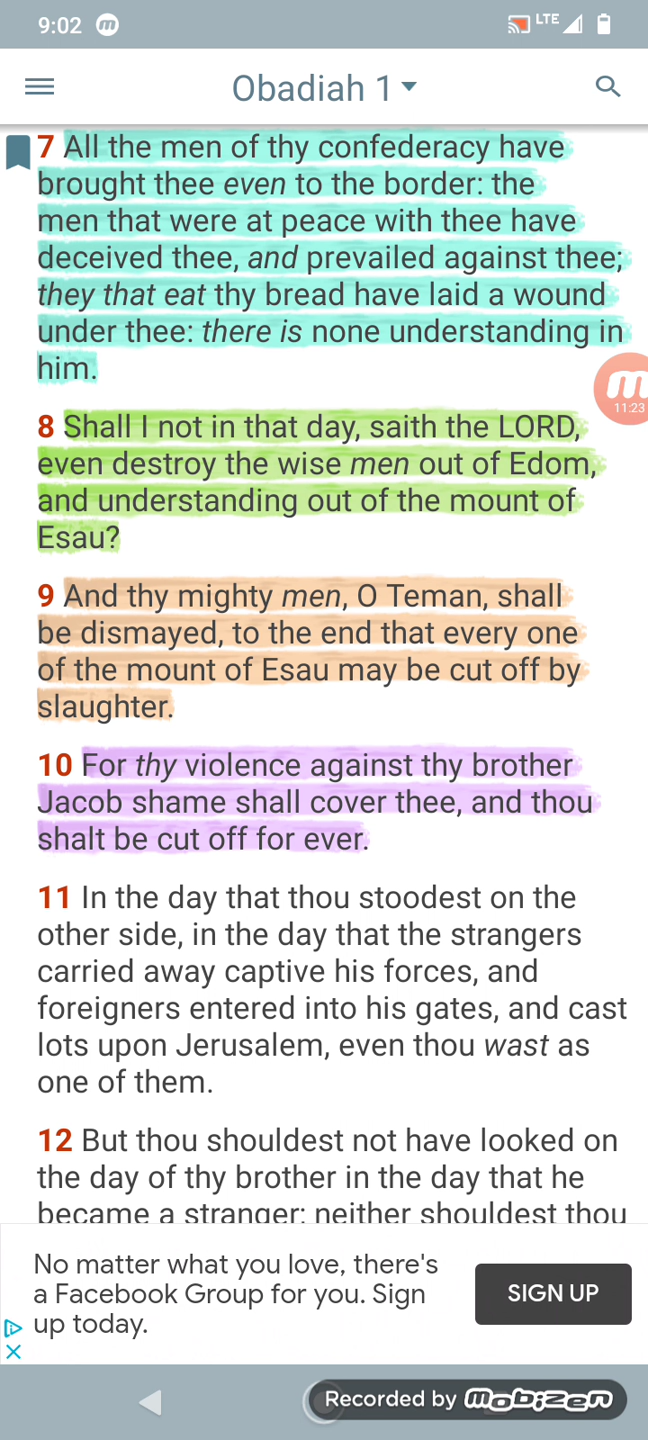 9:02
LTE
Obadiah 1
7 All the men of thy confederacy have
brought thee even to the border: the
men that were at peace with thee have
deceived thee, and prevailed against thee;
they that eat thy bread have laid a wound
under thee: there is none understanding in
him.
11:23
8 Shall I not in that day, saith the LORD,
even destroy the wise men out of Edom,
and understanding out of the mount of
Esau?
9 And thy mighty men, O Teman, shall
be dismayed, to the end that every one
of the mount of Esau may be cut off by
slaughter.
10 For thy violence against thy brother
Jacob shame shall cover thee, and thou
shalt be cut off for ever.
11 In the day that thou stoodest on the
other side, in the day that the strangers
carried away captive his forces, and
foreigners entered into his gates, and cast
lots upon Jerusalem, even thou wast as
one of them.
12 But thou shouldest not have looked on
the day of thy brother in the day that he
became a stranger; neither shouldest thou
No matter what you love, there's
a Facebook Group for you. Sign
up today.
SIGN UP
Recorded by mobizen